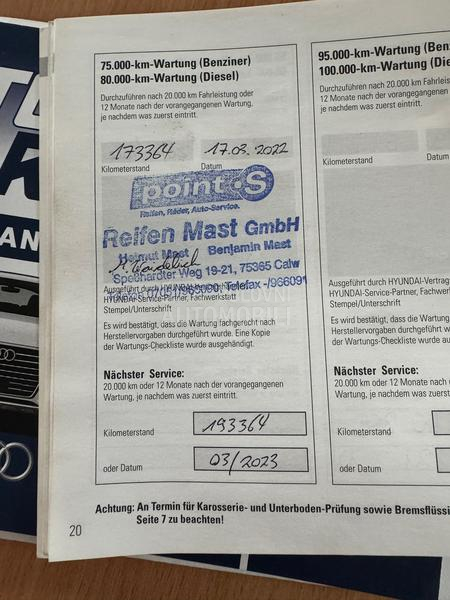 75.000-km-Wartung (Benziner)
80.000-km-Wartung (Diesel)
Durchzuführen nach 20.000 km Fahrleistung oder
12 Monate nach der vorangegangenen Wartung,
je nachdem was zuerst eintritt.
173364 17.03.2022
Kilometerstand Datum
point S
Reifen, Räder, Auto-Service.
Reifen Mast GmbH
Helmut Mast Benjamin Mast
Speßhardter Weg 19-21, 75365 Calw
Telefax -/966091
Ausgeführt durch HYUNDAI-
HYUNDAI-Service-Partner, Fachwerkstatt
Stempel/Unterschrift
AUTOMOBILI
Es wird bestätigt, dass die Wartung fachgerecht nach
Herstellervorgaben durchgeführt wurde. Eine Kopie
der Wartungs-Checkliste wurde ausgehändigt.
Nächster Service:
20.000 km oder 12 Monate nach der vorangegangenen
Wartung, je nachdem was zuerst eintritt.
Kilometerstand 193364
oder Datum 03/2023
95.000-km-Wartung (Ben
100.000-km-Wartung (Die
Durchzuführen nach 20.000 km Fahrleis
12 Monate nach der vorangegangenen
je nachdem was zuerst eintritt.
Kilometerstand Datum
Ausgeführt durch HYUNDAI-Vertrag
HYUNDAI-Service-Partner, Fachwer
Stempel/Unterschrift
Es wird bestätigt, dass die Wartung
Herstellervorgaben durchgeführt w
der Wartungs-Checkliste wurde au
Nächster Service:
20.000 km oder 12 Monate nach der
Wartung, je nachdem was zuerst ein
Kilometerstand
oder Datum
Achtung: An Termin für Karosserie- und Unterboden-Prüfung sowie Bremsflüssi
Seite 7 zu beachten!
20